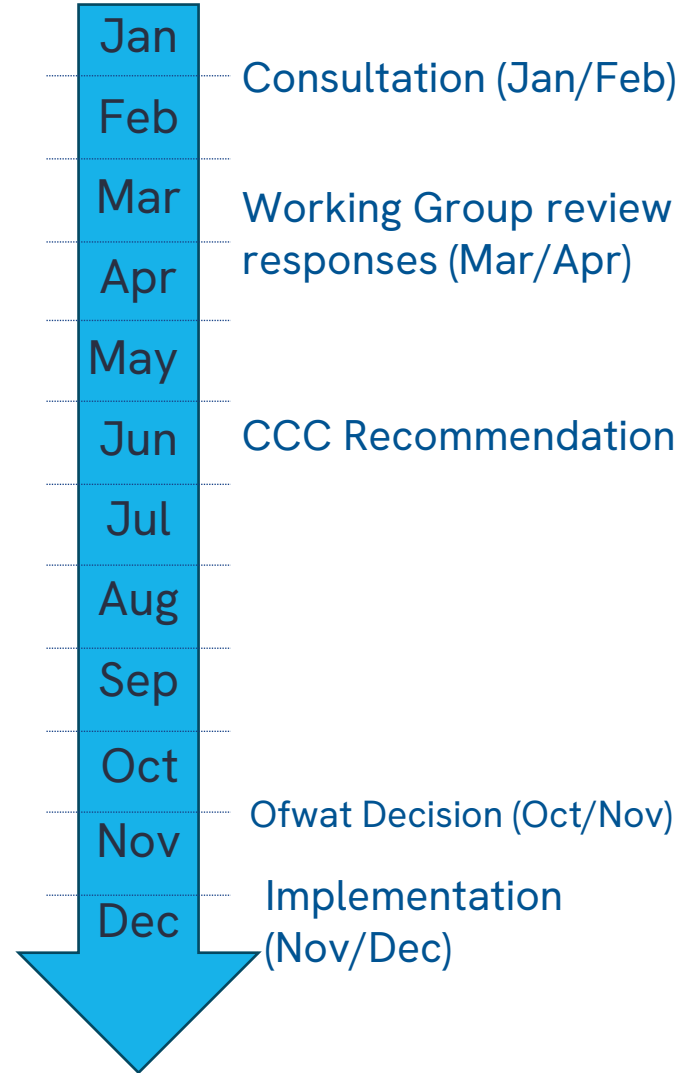 Jan
Consultation (Jan/Feb)
Feb
Mar
Working Group review
responses (Mar/Apr)
Apr
May
Jun
CCC Recommendation
Jul
Aug
Sep
Oct
Ofwat Decision (Oct/Nov)
Nov
Implementation
(Nov/Dec)
Dec